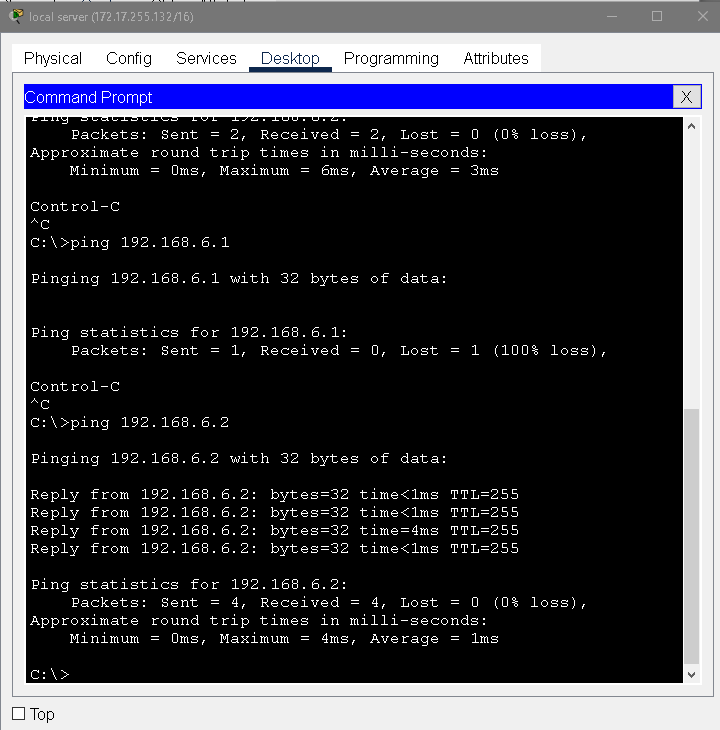 local server (172.17.255.132/16)
Physical Config Services Desktop Programming Attributes
Command Prompt X
Ping statistics for 192.168.6.2:
Packets: Sent = 2, Received = 2, Lost = 0 (0% loss),
Approximate round trip times in milli-seconds:
Minimum = 0ms, Maximum = 6ms, Average = 3ms
Control-C
^C
C:\>ping 192.168.6.1
Pinging 192.168.6.1 with 32 bytes of data:
Ping statistics for 192.168.6.1:
Packets: Sent = 1, Received = 0, Lost = 1 (100% loss),
Control-C
^C
C:\>ping 192.168.6.2
Pinging 192.168.6.2 with 32 bytes of data:
Reply from 192.168.6.2: bytes=32 time<1ms TTL=255
Reply from 192.168.6.2: bytes=32 time<1ms TTL=255
Reply from 192.168.6.2: bytes=32 time=4ms TTL=255
Reply from 192.168.6.2: bytes=32 time<1ms TTL=255
Ping statistics for 192.168.6.2:
Packets: Sent = 4, Received = 4, Lost = 0 (0% loss),
Approximate round trip times in milli-seconds:
Minimum = 0ms, Maximum = 4ms, Average = 1ms
C:\>
Top